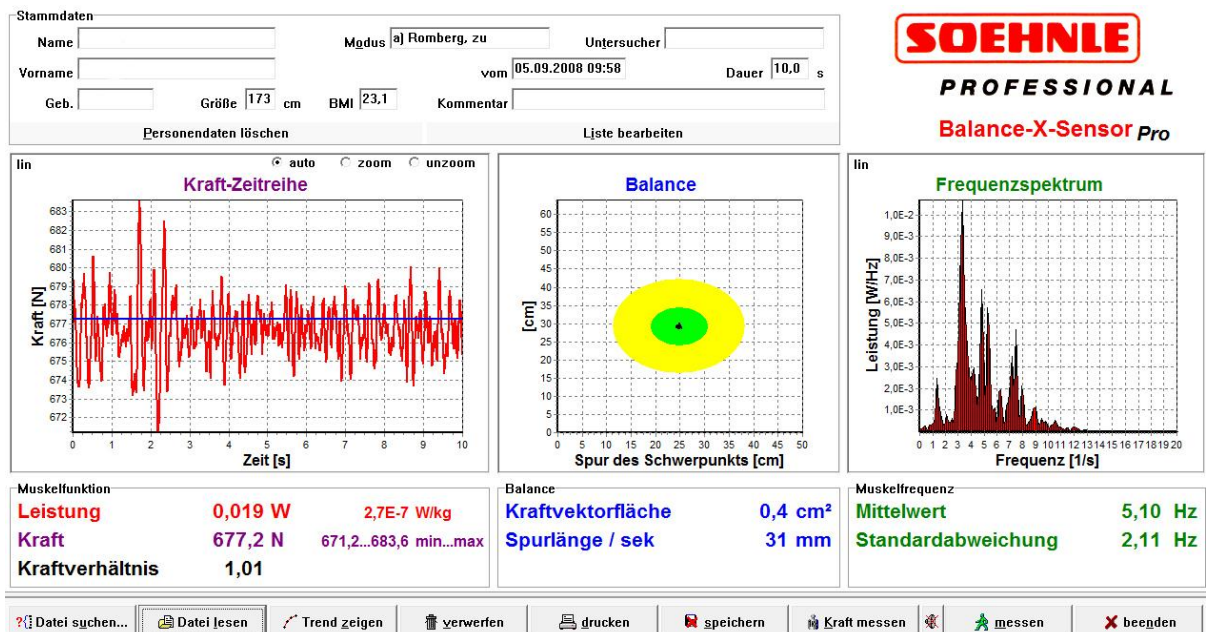 Stammdaten
Name
Modus a) Romberg, zu
Untersucher
Vorname
vom 05.09.2008 09:58
Dauer 10,0 s
Geb.
Größe 173 cm
BMI 23,1
Kommentar
Personendaten löschen
Liste bearbeiten
SOEHNLE
PROFESSIONAL
Balance-X-Sensor Pro
lin
auto zoom unzoom
Kraft-Zeitreihe
Kraft [N]
683
682
681
680
679
678
677
676
675
674
673
672
0 1 2 3 4 5 6 7 8 9 10
Zeit [s]
Balance
[cm]
60
55
50
45
40
35
30
25
20
15
10
5
0
0 5 10 15 20 25 30 35 40 45 50
Spur des Schwerpunkts [cm]
lin
Frequenzspektrum
Leistung [W/Hz]
1,0E-2
9,0E-3
8,0E-3
7,0E-3
6,0E-3
5,0E-3
4,0E-3
3,0E-3
2,0E-3
1,0E-3
0 1 2 3 4 5 6 7 8 9 10 11 12 13 14 15 16 17 18 19 20
Frequenz [1/s]
Muskelfunktion
Leistung 0,019 W 2,7E-7 W/kg
Kraft 677,2 N 671,2...683,6 min...max
Kraftverhältnis 1,01
Balance
Kraftvektorfläche 0,4 cm²
Spurlänge / sek 31 mm
Muskelfrequenz
Mittelwert 5,10 Hz
Standardabweichung 2,11 Hz
?{} Datei suchen...
Datei lesen
Trend zeigen
verwerfen
drucken
speichern
Kraft messen
messen
beenden